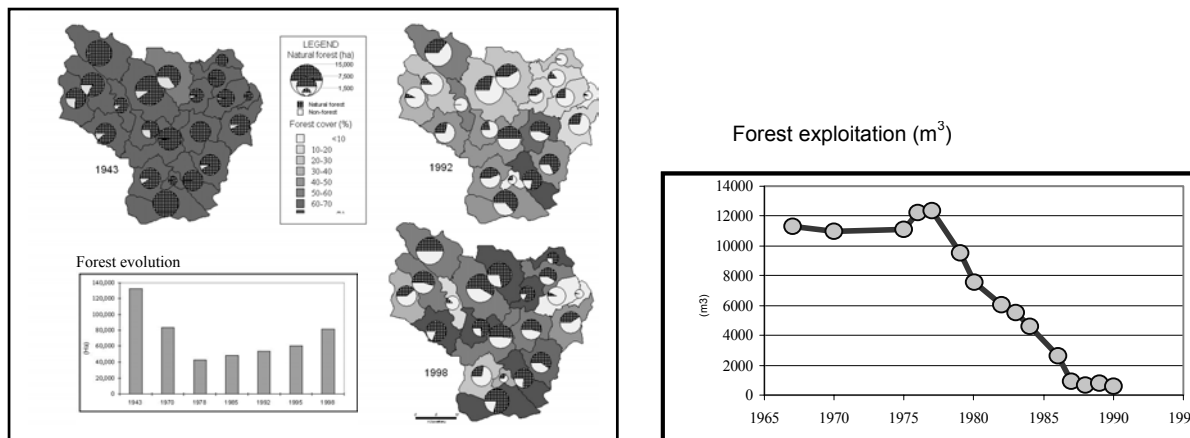 LEGEND
Natural forest (ha)
15,000
7,500
1,500
Natural forest
Non-forest
Forest cover (%)
<10
10-20
20-30
30-40
40-50
50-60
60-70
1943
1992
1998
Forest evolution
(Ha)
140,000
120,000
100,000
80,000
60,000
40,000
20,000
0
1943 1970 1978 1985 1992 1995 1998
Forest exploitation (m³)
(m3)
14000
12000
10000
8000
6000
4000
2000
0
1965 1970 1975 1980 1985 1990 199